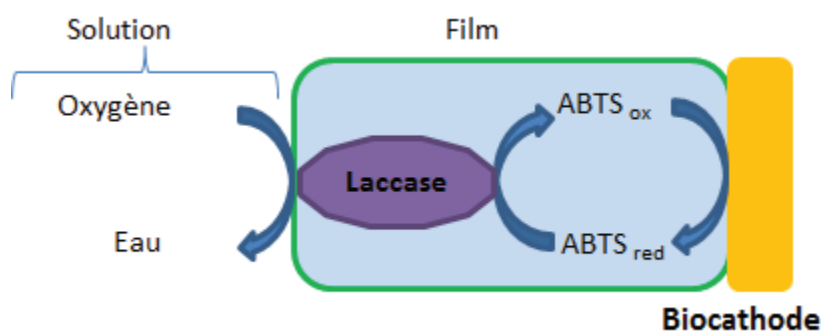 Solution
Film
Oxygène
ABTS ox
Laccase
Eau
ABTS red
Biocathode